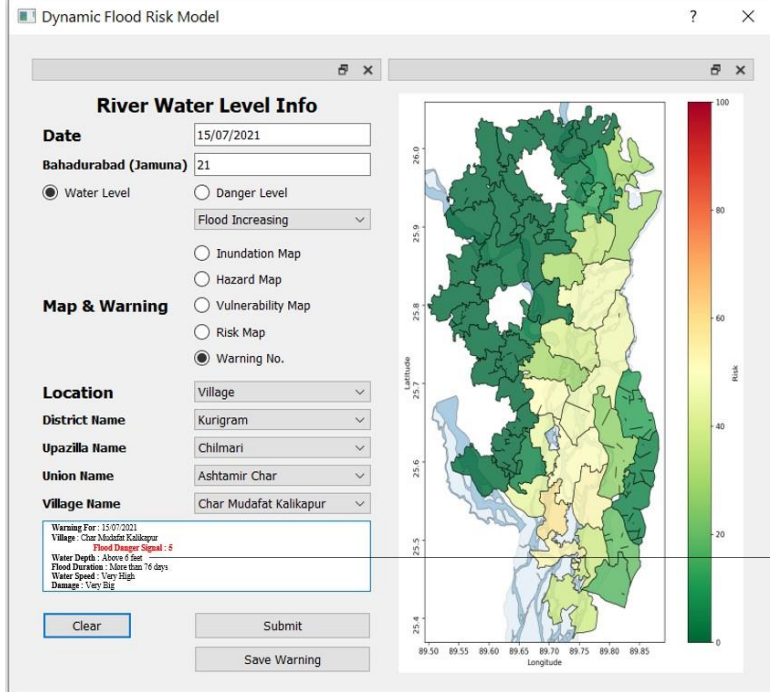 Dynamic Flood Risk Model
River Water Level Info
Date 15/07/2021
Bahadurabad (Jamuna) 21
Water Level Danger Level
Flood Increasing
Inundation Map
Hazard Map
Map & Warning Vulnerability Map
Risk Map
Warning No.
Location Village
District Name Kurigram
Upazilla Name Chilmari
Union Name Ashtamir Char
Village Name Char Mudafat Kalikapur
Warning For : 15/07/2021
Village : Char Mudafat Kalikapur
Flood Danger Signal : 5
Water Depth : Above 6 feet
Flood Duration : More than 76 days
Water Speed : Very High
Damage : Very Big
Clear Submit
Save Warning
26.0
25.9
25.8
25.7
25.6
25.5
25.4
Latitude
89.50 89.55 89.60 89.65 89.70 89.75 89.80 89.85
Longitude
100
80
60
40
20
0
Risk